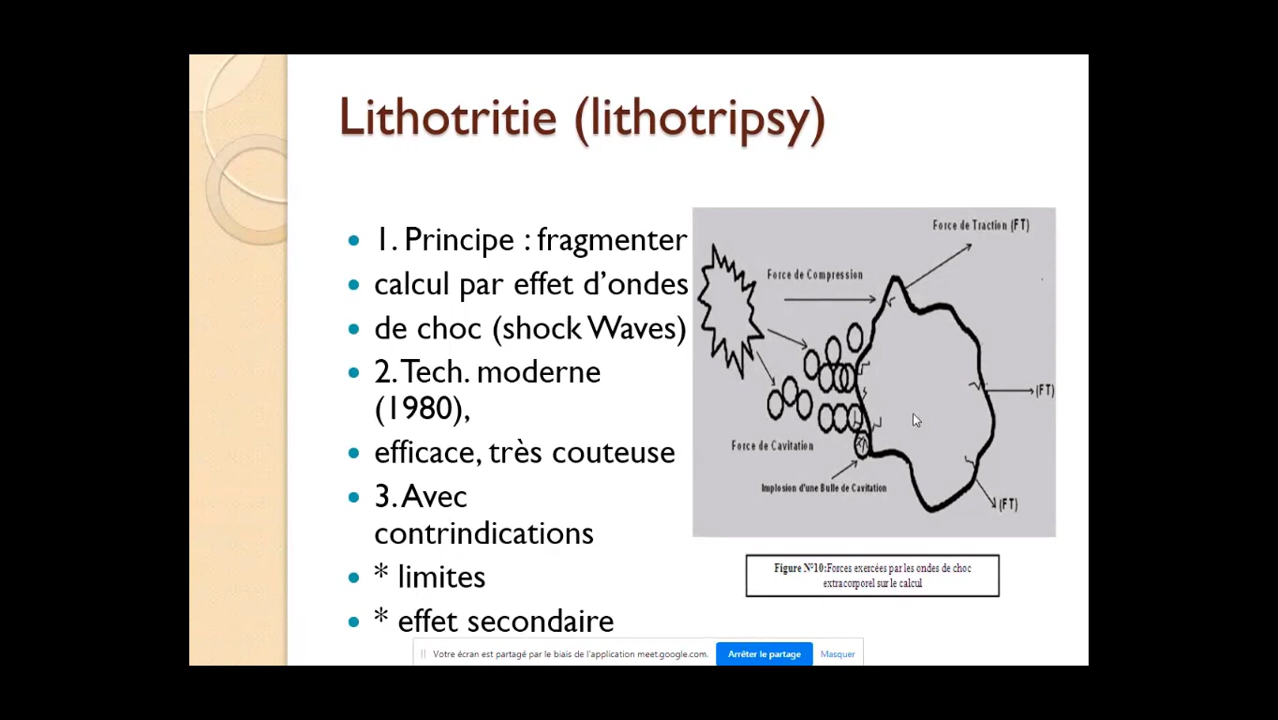 Lithotritie (lithotripsy)
1. Principe : fragmenter
calcul par effet d’ondes
de choc (shock Waves)
2. Tech. moderne
(1980),
efficace, très couteuse
3. Avec
contrindications
* limites
* effet secondaire
Force de Traction (FT)
Force de Compression
(FT)
Force de Cavitation
Implosion d'une Bulle de Cavitation
(FT)
Figure N°10:Forces exercées par les ondes de choc
extracorporel sur le calcul
Votre écran est partagé par le biais de l'application meet.google.com. Arrêter le partage Masquer